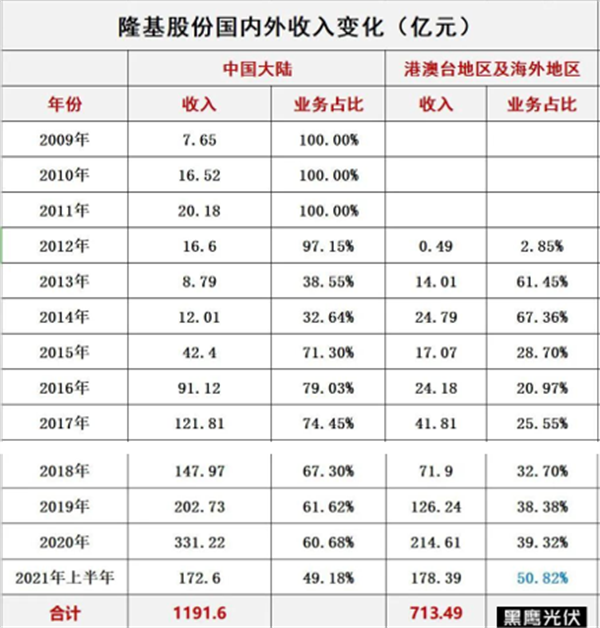 隆基股份国内外收入变化（亿元）
中国大陆 港澳台地区及海外地区
年份 收入 业务占比 收入 业务占比
2009年 7.65 100.00%
2010年 16.52 100.00%
2011年 20.18 100.00%
2012年 16.6 97.15% 0.49 2.85%
2013年 8.79 38.55% 14.01 61.45%
2014年 12.01 32.64% 24.79 67.36%
2015年 42.4 71.30% 17.07 28.70%
2016年 91.12 79.03% 24.18 20.97%
2017年 121.81 74.45% 41.81 25.55%
2018年 147.97 67.30% 71.9 32.70%
2019年 202.73 61.62% 126.24 38.38%
2020年 331.22 60.68% 214.61 39.32%
2021年上半年 172.6 49.18% 178.39 50.82%
合计 1191.6 713.49 黑鹰光伏